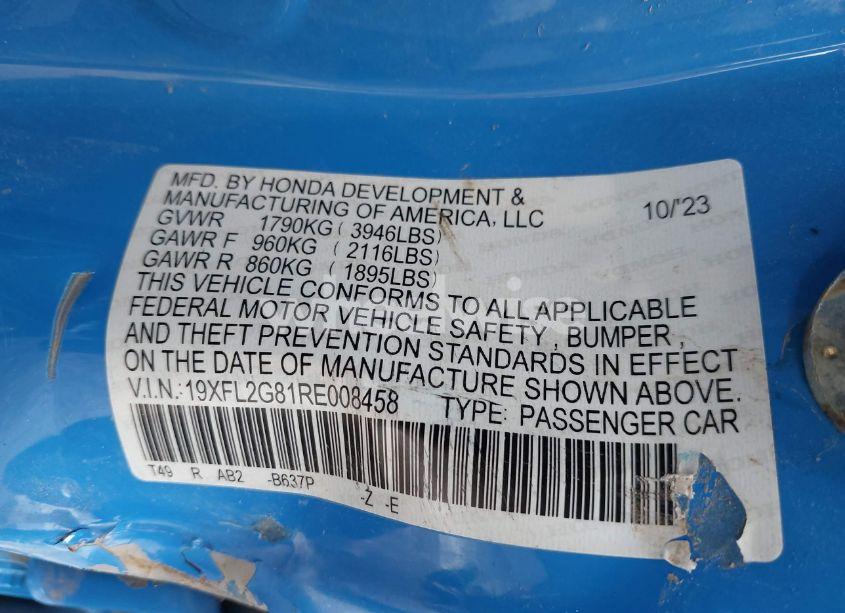 MFD. BY HONDA DEVELOPMENT &
MANUFACTURING OF AMERICA, LLC 10/'23
GVWR 1790KG ( 3946LBS)
GAWR F 960KG ( 2116LBS)
GAWR R 860KG ( 1895LBS)
THIS VEHICLE CONFORMS TO ALL APPLICABLE
FEDERAL MOTOR VEHICLE SAFETY , BUMPER ,
AND THEFT PREVENTION STANDARDS IN EFFECT
ON THE DATE OF MANUFACTURE SHOWN ABOVE.
V.I.N.:19XFL2G81RE008458 TYPE: PASSENGER CAR
T49 R AB2 -B637P -Z -E